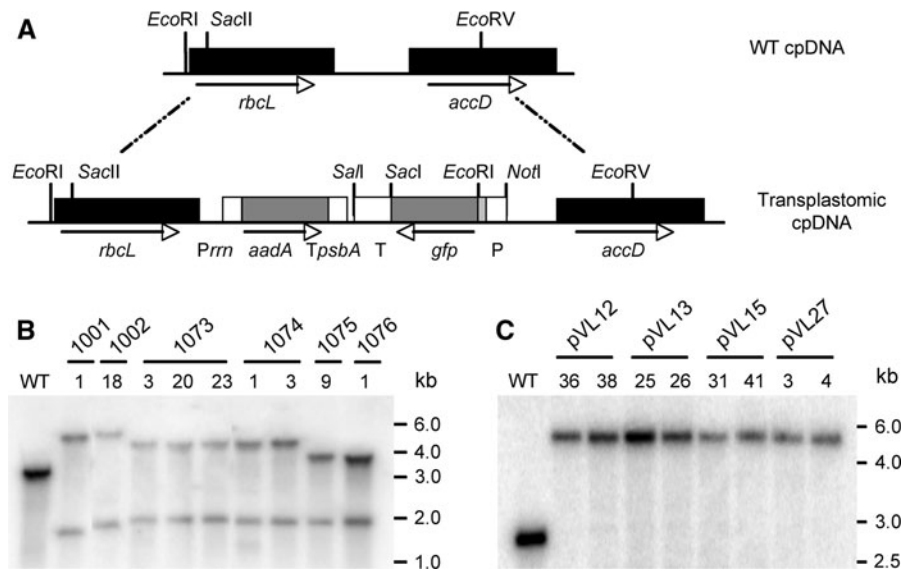 A
EcoRI SacII EcoRV
WT cpDNA
rbcL accD
EcoRI SacII SalI SacI EcoRI NotI EcoRV
Transplastomic
cpDNA
rbcL Prrn aadA TpsbA T gfp P accD
B
1001 1002 1073 1074 1075 1076
WT 1 18 3 20 23 1 3 9 1 kb
6.0
4.0
3.0
2.0
1.0
C
pVL12 pVL13 pVL15 pVL27
WT 36 38 25 26 31 41 3 4 kb
6.0
4.0
3.0
2.5